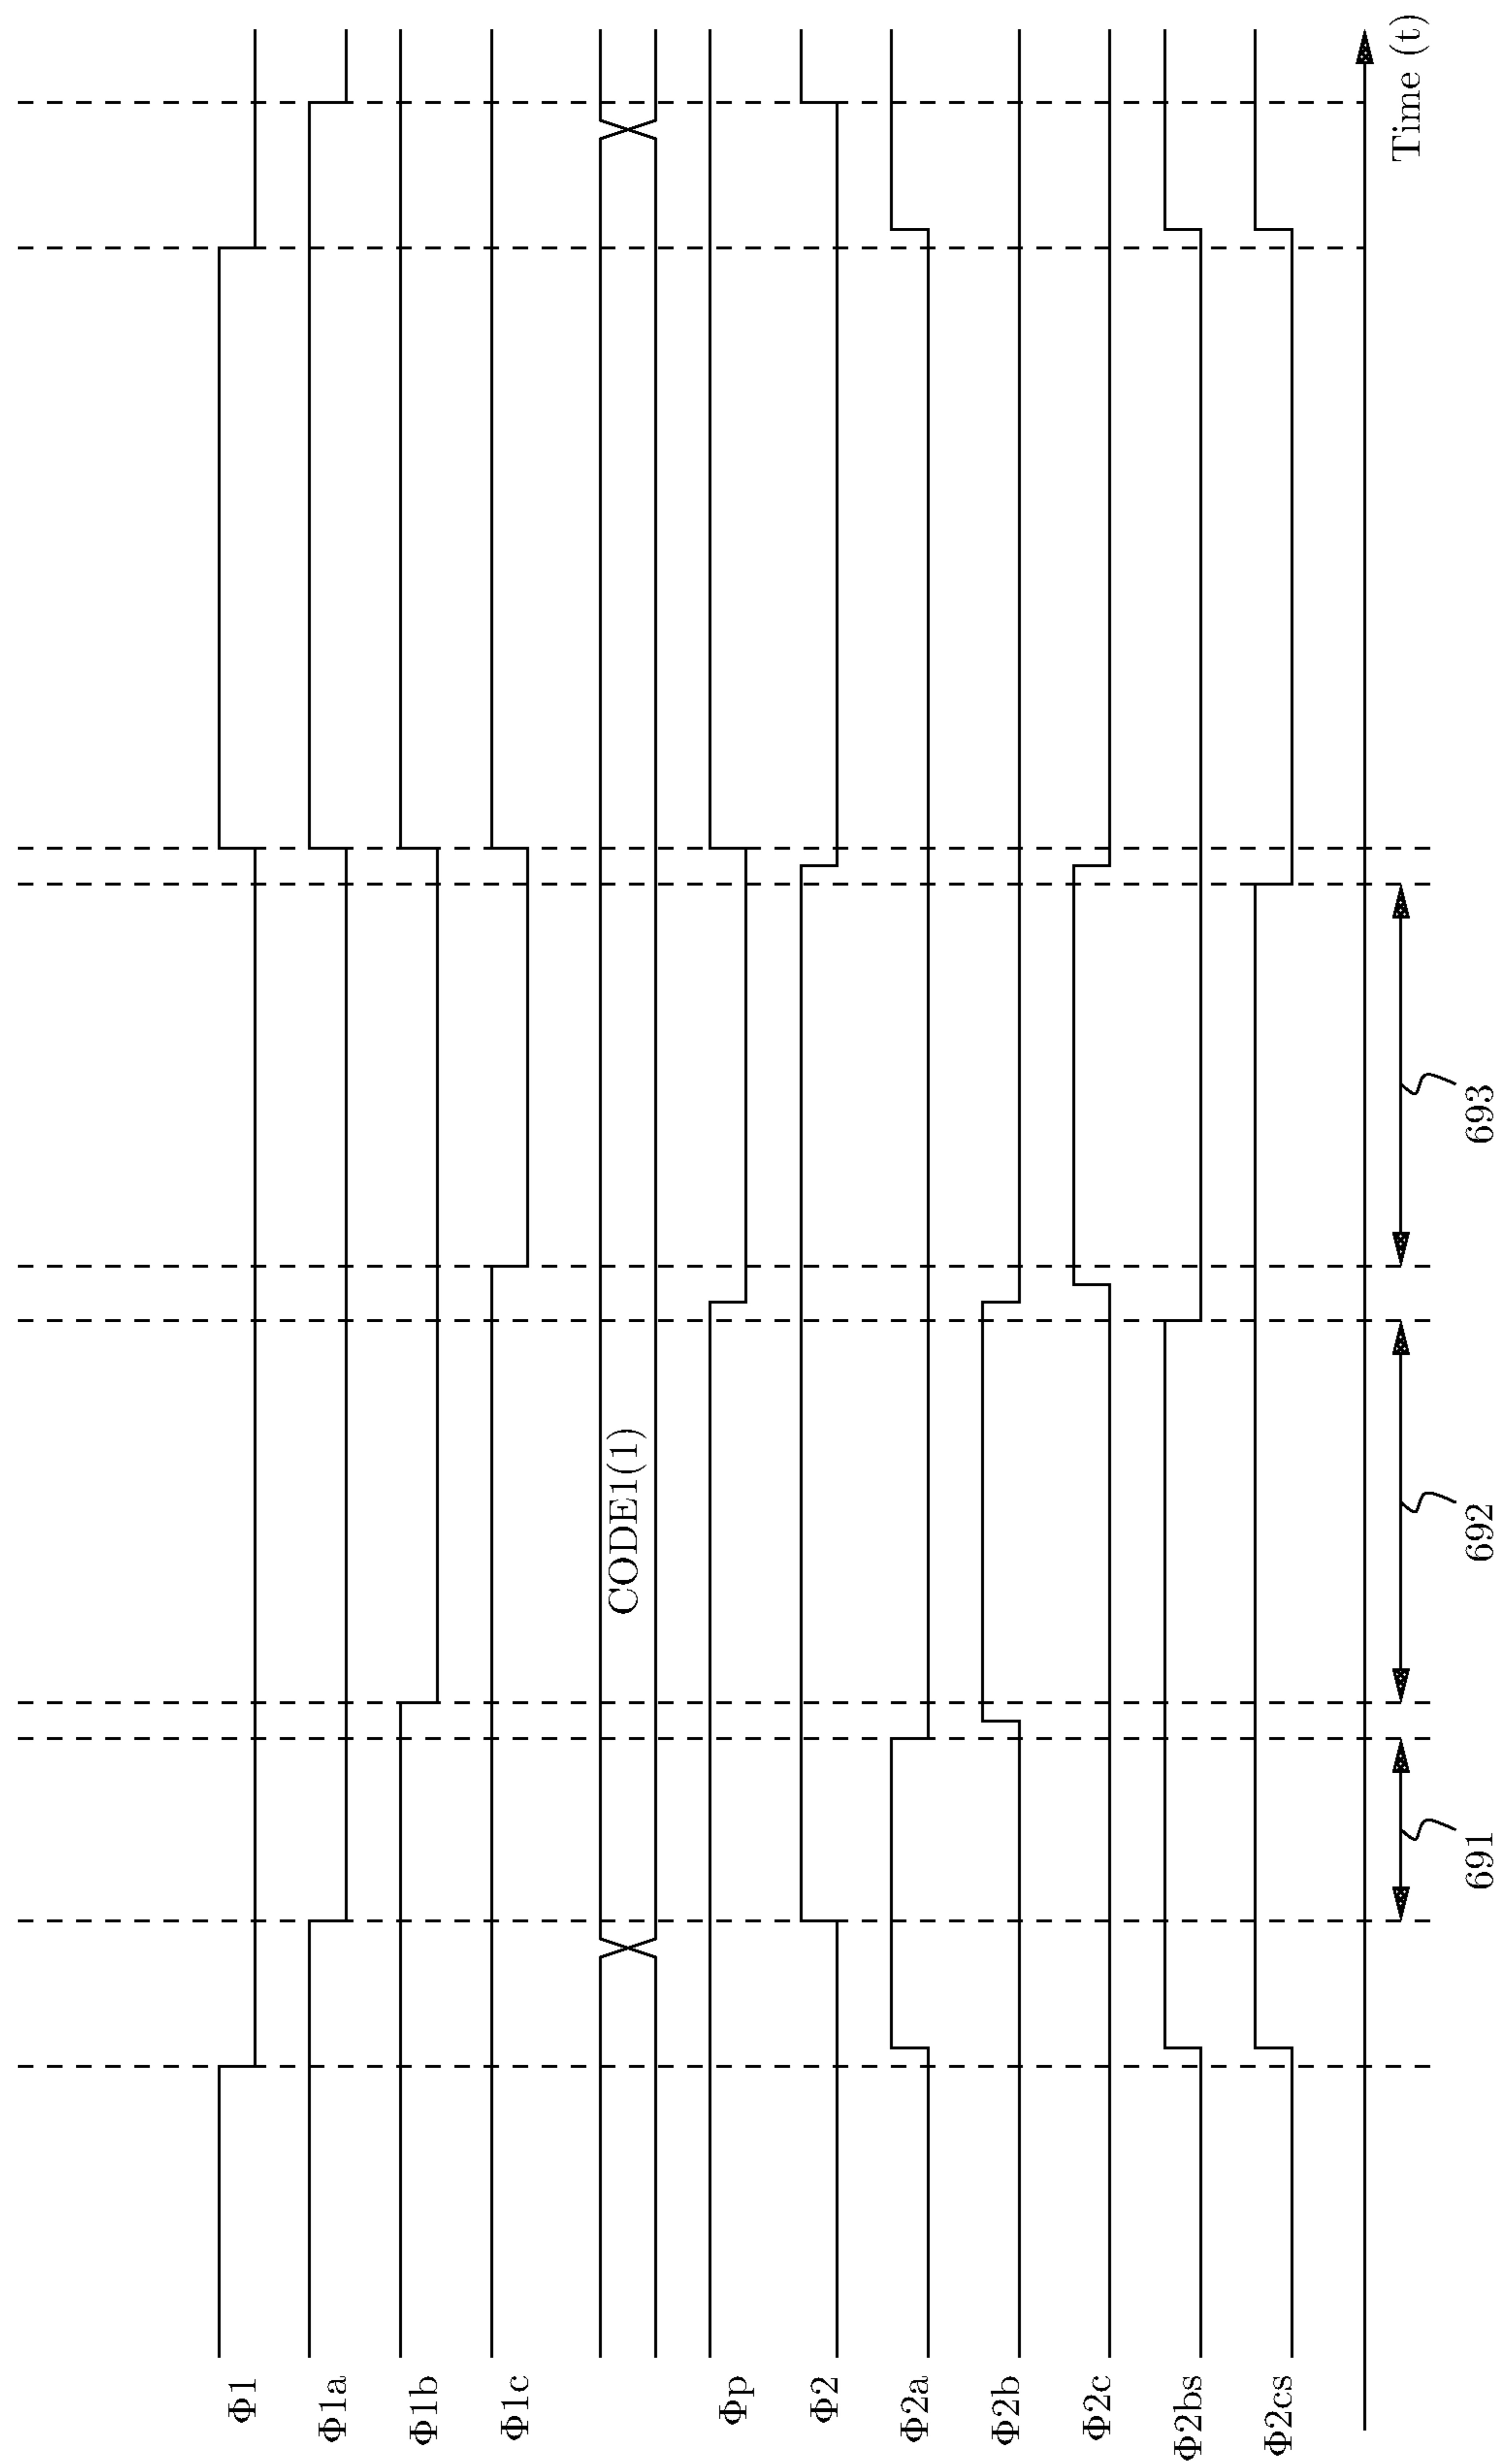 Φ1
Φ1a
Φ1b
Φ1c
CODE1(1)
Φp
Φ2
Φ2a
Φ2b
Φ2c
Φ2bs
Φ2cs
Time (t)
691
692
693